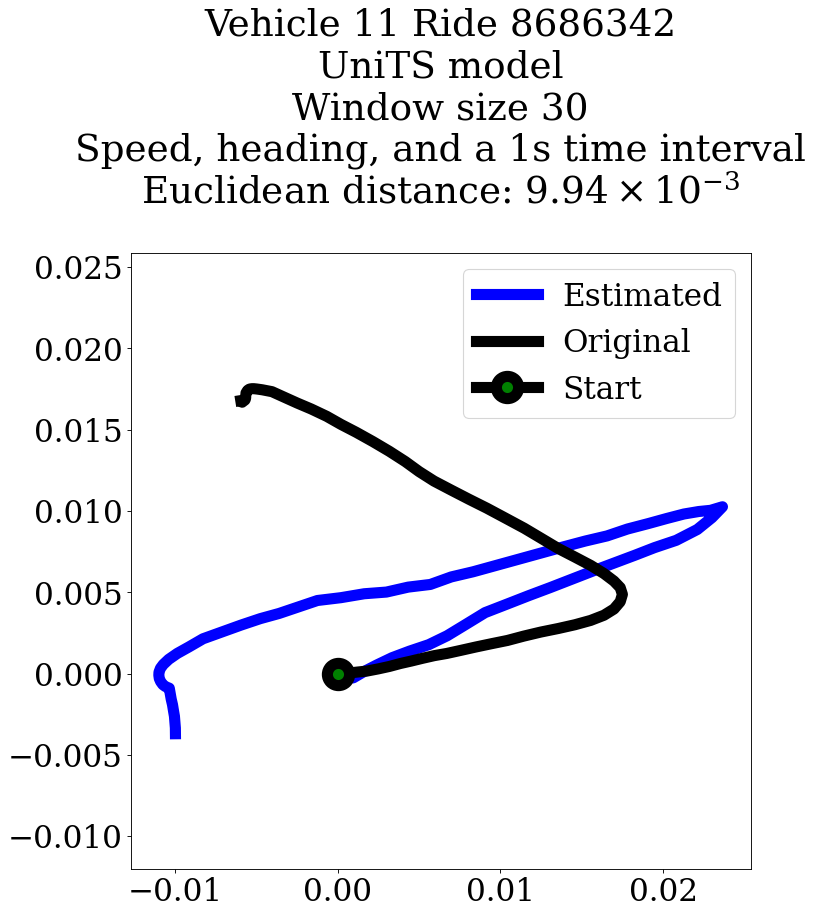 Vehicle 11 Ride 8686342
UniTS model
Window size 30
Speed, heading, and a 1s time interval
Euclidean distance: 9.94 × 10⁻³
Estimated
Original
Start
0.025
0.020
0.015
0.010
0.005
0.000
−0.005
−0.010
−0.01 0.00 0.01 0.02